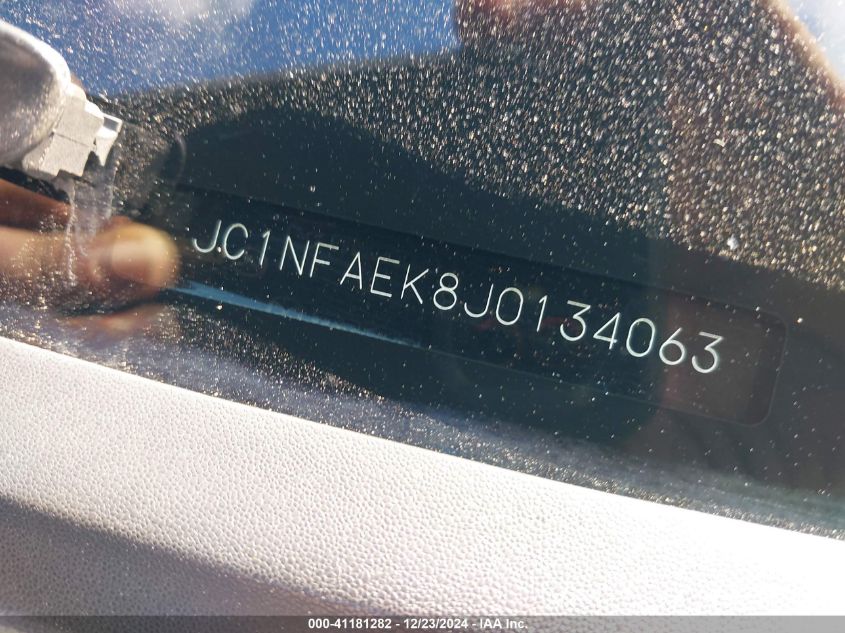 JC1NFAEK8J0134063
000-41181282 - 12/23/2024 - IAA Inc.